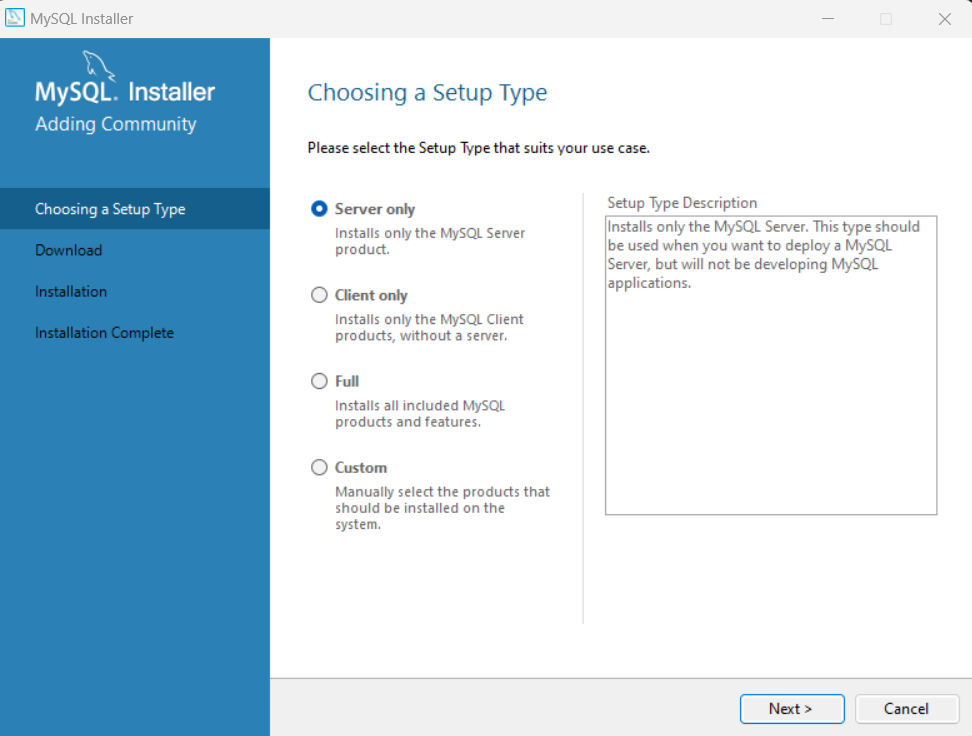 MySQL Installer
MySQL. Installer
Adding Community
Choosing a Setup Type
Download
Installation
Installation Complete
Choosing a Setup Type
Please select the Setup Type that suits your use case.
Server only
Installs only the MySQL Server
product.
Client only
Installs only the MySQL Client
products, without a server.
Full
Installs all included MySQL
products and features.
Custom
Manually select the products that
should be installed on the
system.
Setup Type Description
Installs only the MySQL Server. This type should
be used when you want to deploy a MySQL
Server, but will not be developing MySQL
applications.
Next >
Cancel